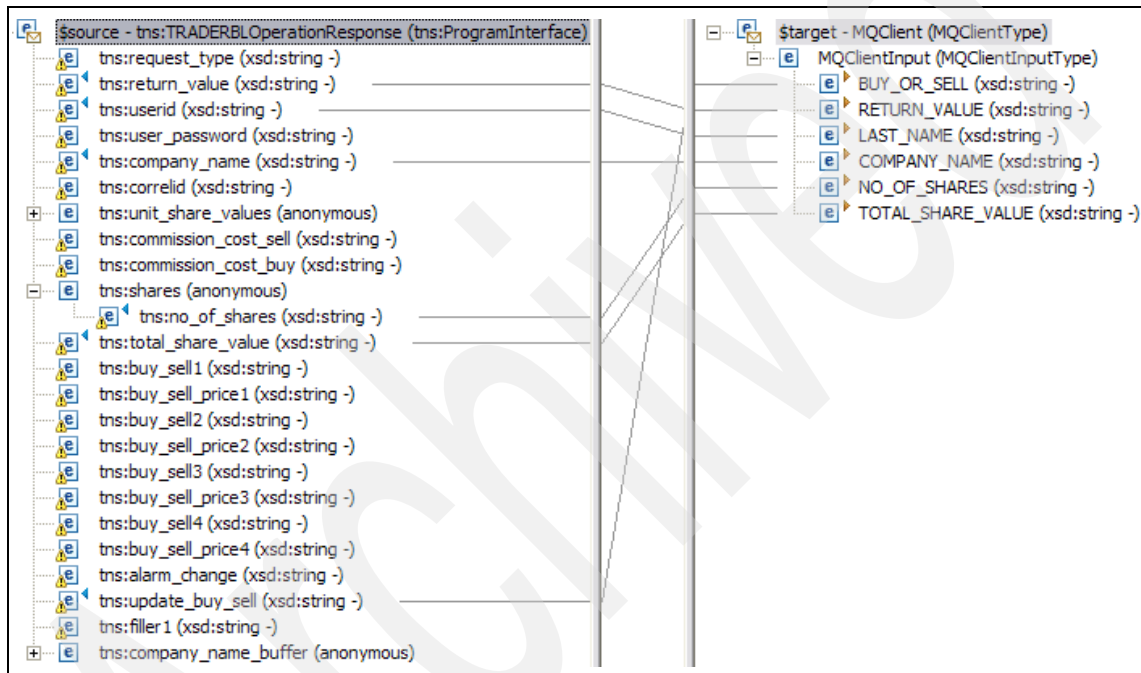 $source - tns:TRADERBLOperationResponse (tns:ProgramInterface)
tns:request_type (xsd:string -)
tns:return_value (xsd:string -)
tns:userid (xsd:string -)
tns:user_password (xsd:string -)
tns:company_name (xsd:string -)
tns:correlid (xsd:string -)
tns:unit_share_values (anonymous)
tns:commission_cost_sell (xsd:string -)
tns:commission_cost_buy (xsd:string -)
tns:shares (anonymous)
tns:no_of_shares (xsd:string -)
tns:total_share_value (xsd:string -)
tns:buy_sell1 (xsd:string -)
tns:buy_sell_price1 (xsd:string -)
tns:buy_sell2 (xsd:string -)
tns:buy_sell_price2 (xsd:string -)
tns:buy_sell3 (xsd:string -)
tns:buy_sell_price3 (xsd:string -)
tns:buy_sell4 (xsd:string -)
tns:buy_sell_price4 (xsd:string -)
tns:alarm_change (xsd:string -)
tns:update_buy_sell (xsd:string -)
tns:filler1 (xsd:string -)
tns:company_name_buffer (anonymous)
$target - MQClient (MQClientType)
MQClientInput (MQClientInputType)
BUY_OR_SELL (xsd:string -)
RETURN_VALUE (xsd:string -)
LAST_NAME (xsd:string -)
COMPANY_NAME (xsd:string -)
NO_OF_SHARES (xsd:string -)
TOTAL_SHARE_VALUE (xsd:string -)